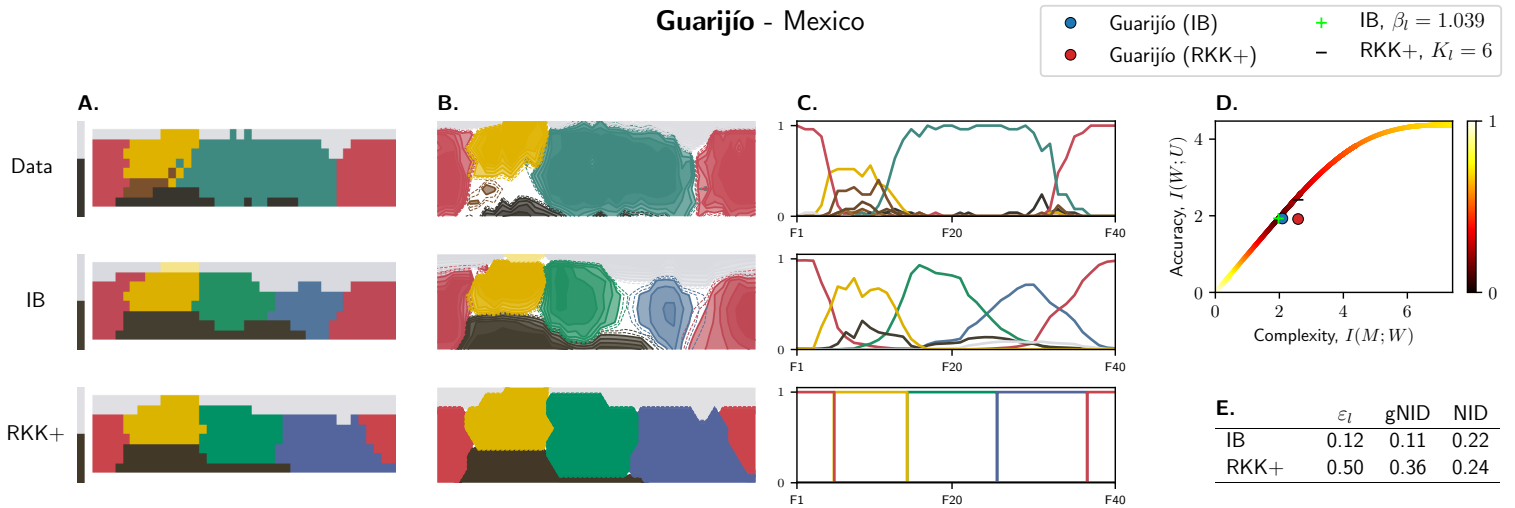 Guarijío - Mexico
Guarijío (IB)
Guarijío (RKK+)
IB, βl = 1.039
RKK+, Kl = 6
A.
B.
C.
D.
Data
IB
RKK+
1
0
F1
F20
F40
1
0
F1
F20
F40
1
0
F1
F20
F40
Accuracy, I(W; U)
4
2
0
0
2
4
6
Complexity, I(M; W)
1
0
E.
εl gNID NID
IB 0.12 0.11 0.22
RKK+ 0.50 0.36 0.24